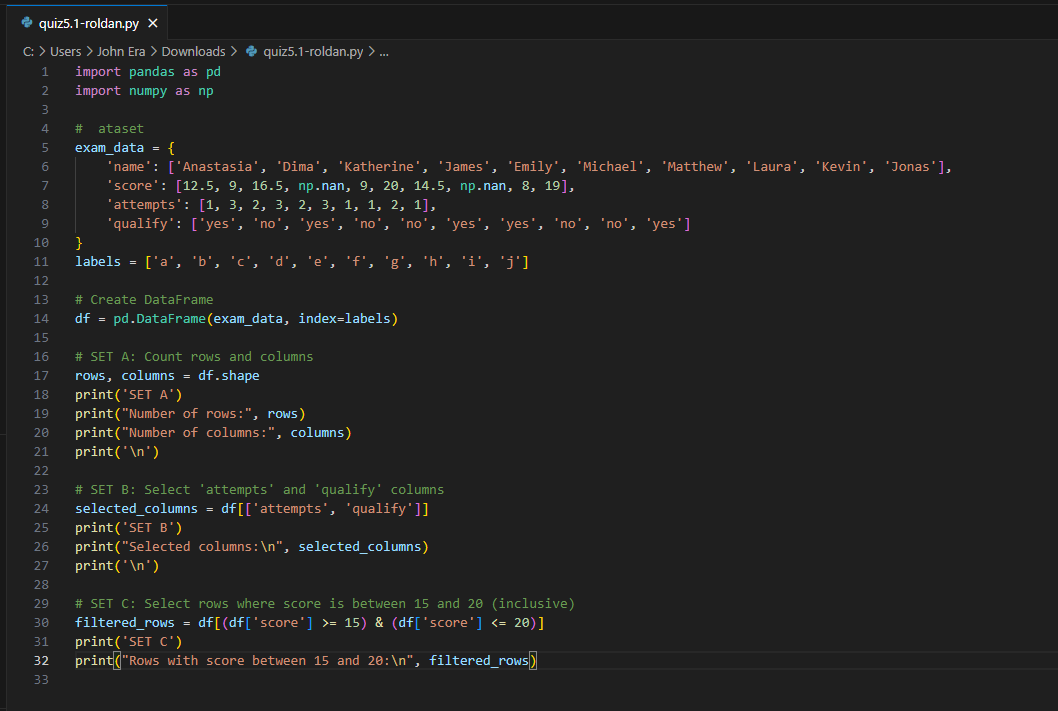 quiz5.1-roldan.py ×
C: > Users > John Era > Downloads > quiz5.1-roldan.py > ...
1 import pandas as pd
2 import numpy as np
3
4 #  ataset
5 exam_data = {
6     'name': ['Anastasia', 'Dima', 'Katherine', 'James', 'Emily', 'Michael', 'Matthew', 'Laura', 'Kevin', 'Jonas'],
7     'score': [12.5, 9, 16.5, np.nan, 9, 20, 14.5, np.nan, 8, 19],
8     'attempts': [1, 3, 2, 3, 2, 3, 1, 1, 2, 1],
9     'qualify': ['yes', 'no', 'yes', 'no', 'no', 'yes', 'yes', 'no', 'no', 'yes']
10 }
11 labels = ['a', 'b', 'c', 'd', 'e', 'f', 'g', 'h', 'i', 'j']
12
13 # Create DataFrame
14 df = pd.DataFrame(exam_data, index=labels)
15
16 # SET A: Count rows and columns
17 rows, columns = df.shape
18 print('SET A')
19 print("Number of rows:", rows)
20 print("Number of columns:", columns)
21 print('\n')
22
23 # SET B: Select 'attempts' and 'qualify' columns
24 selected_columns = df[['attempts', 'qualify']]
25 print('SET B')
26 print("Selected columns:\n", selected_columns)
27 print('\n')
28
29 # SET C: Select rows where score is between 15 and 20 (inclusive)
30 filtered_rows = df[(df['score'] >= 15) & (df['score'] <= 20)]
31 print('SET C')
32 print("Rows with score between 15 and 20:\n", filtered_rows)
33